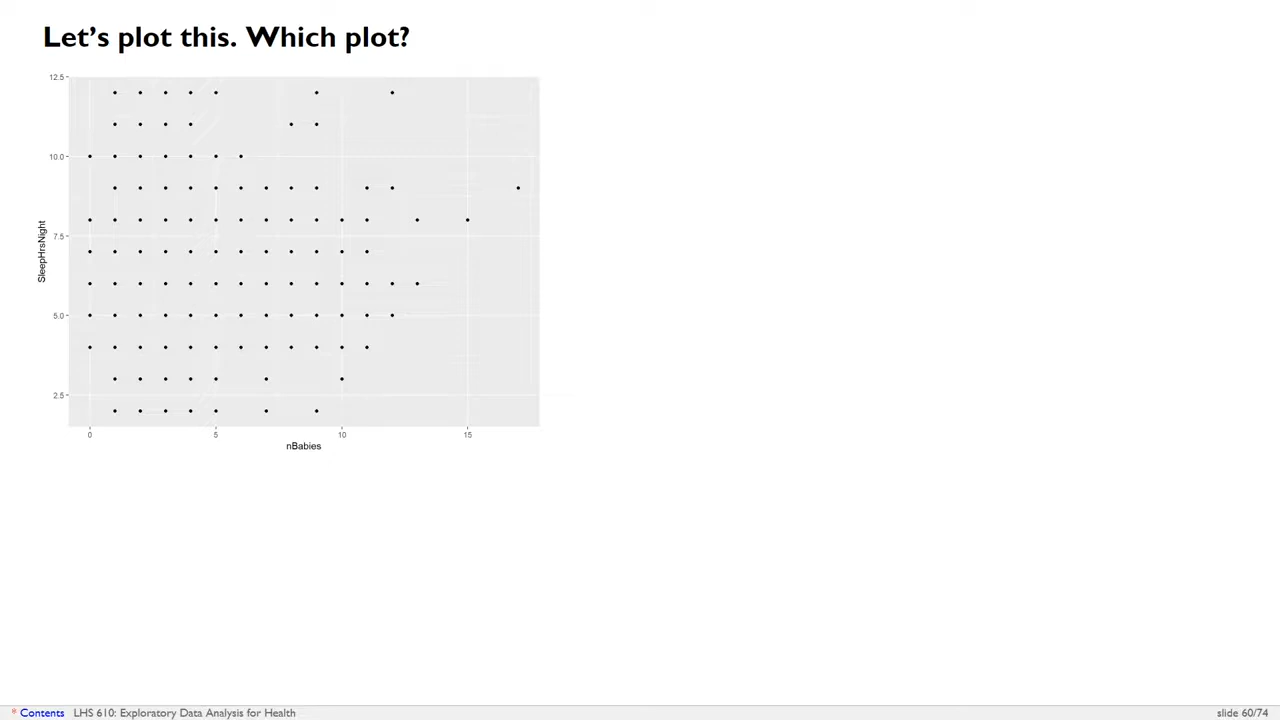 Let's plot this. Which plot?
12.5
10.0
7.5
5.0
2.5
SleepHrsNight
0 5 10 15
nBabies
* Contents LHS 610: Exploratory Data Analysis for Health slide 60/74